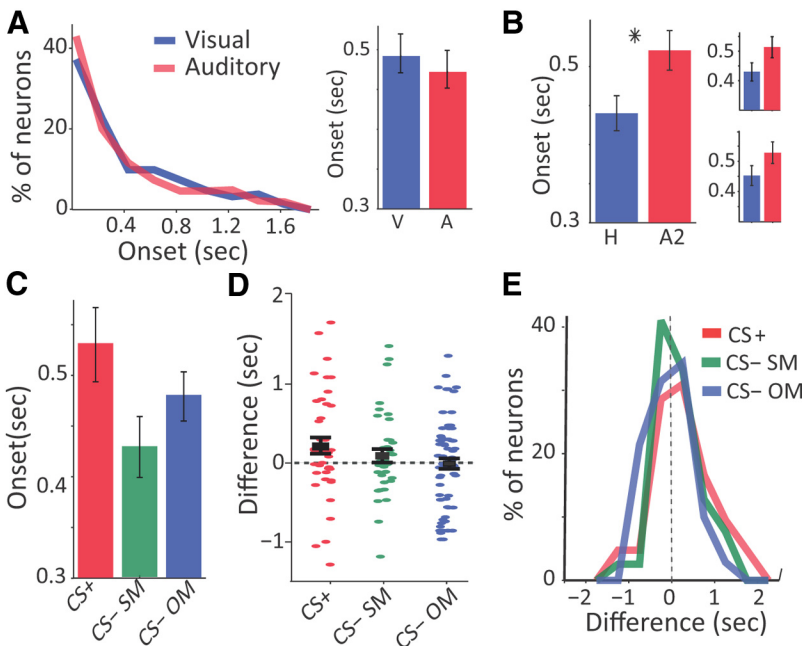 A
Visual
Auditory
% of neurons
40
20
0
0.4 0.8 1.2 1.6
Onset (sec)
Onset (sec)
0.5
0.3
V A
B
*
Onset (sec)
0.5
0.3
H A2
0.5
0.4
0.5
0.4
C
Onset(sec)
0.5
0.4
0.3
CS+ CS− SM CS− OM
D
Difference (sec)
2
1
0
−1
CS+ CS− SM CS− OM
E
% of neurons
40
20
0
CS+
CS− SM
CS− OM
−2 −1 0 1 2
Difference (sec)